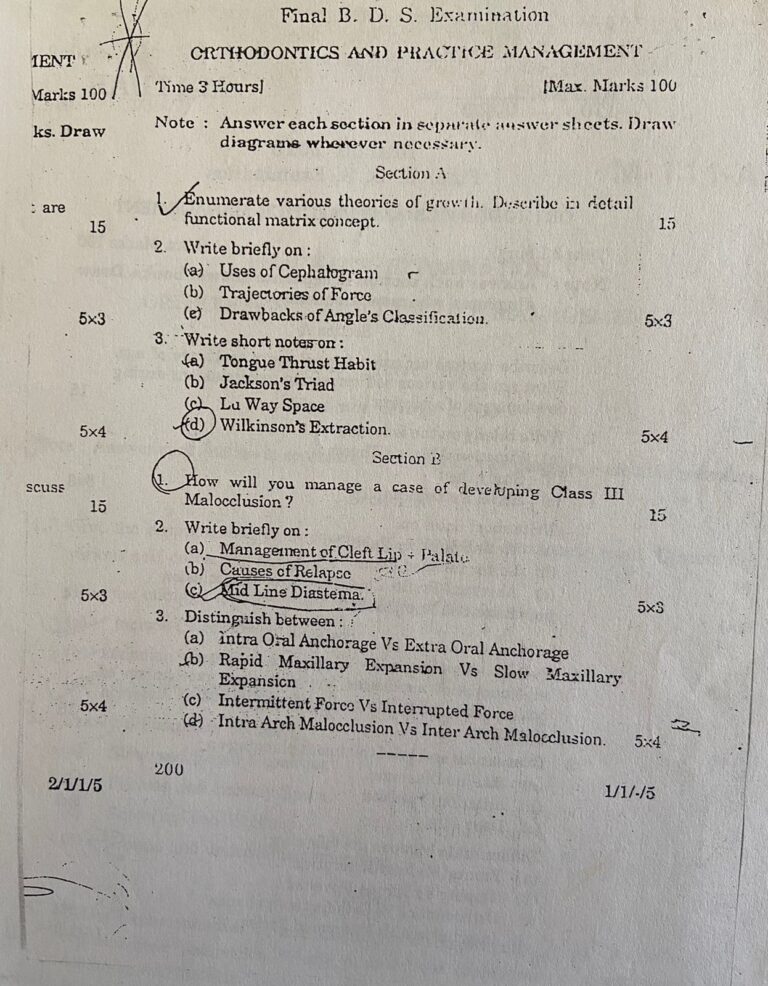 Final B. D. S. Examination
IENT
ORTHODONTICS AND PRACTICE MANAGEMENT
Marks 100
Time 3 Hours]
[Max. Marks 100
ks. Draw
Note : Answer each section in separate answer sheets. Draw
diagrams wherever necessary.
Section A
: are
15
1. Enumerate various theories of growth. Describe in detail
functional matrix concept.
15
2. Write briefly on :
(a) Uses of Cephalogram
(b) Trajectories of Force
(c) Drawbacks of Angle's Classification.
5×3
5×3
3. Write short notes on :
(a) Tongue Thrust Habit
(b) Jackson's Triad
(c) Lu Way Space
(d) Wilkinson's Extraction.
5×4
5×4
Section B
scuss
15
1. How will you manage a case of developing Class III
Malocclusion ?
15
2. Write briefly on :
(a) Management of Cleft Lip + Palate
(b) Causes of Relapse
(c) Mid Line Diastema.
5×3
5×3
3. Distinguish between :
(a) Intra Oral Anchorage Vs Extra Oral Anchorage
(b) Rapid Maxillary Expansion Vs Slow Maxillary
Expansion
(c) Intermittent Force Vs Interrupted Force
(d) Intra Arch Malocclusion Vs Inter Arch Malocclusion.
5×4
5×4
200
2/1/1/5
1/1/-/5